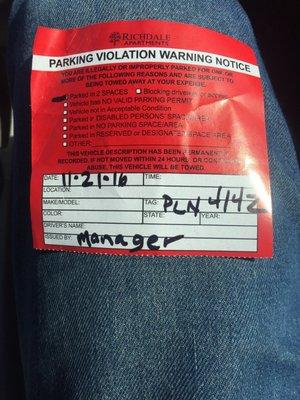 RICHDALE
APARTMENTS
PARKING VIOLATION WARNING NOTICE
YOU ARE ILLEGALLY OR IMPROPERLY PARKED FOR ONE OR
MORE OF THE FOLLOWING REASONS AND ARE SUBJECT TO
BEING TOWED AWAY AT YOUR EXPENSE.
Parked in 2 SPACES Blocking driveway or access
Vehicle has NO VALID PARKING PERMIT
Vehicle not in Acceptable Condition
Parked in DISABLED PERSONS' SPACE/AREA
Parked in NO PARKING SPACE/AREA
Parked in RESERVED or DESIGNATED SPACE/AREA
OTHER:
THIS VEHICLE DESCRIPTION HAS BEEN PERMANENTLY
RECORDED. IF NOT MOVED WITHIN 24 HOURS, OR CONTINUED
ABUSE, THIS VEHICLE WILL BE TOWED.
DATE: 11-21-16 TIME:
LOCATION:
MAKE/MODEL: TAG: PLN 4142
COLOR: STATE: YEAR:
DRIVER'S NAME:
ISSUED BY: Manager